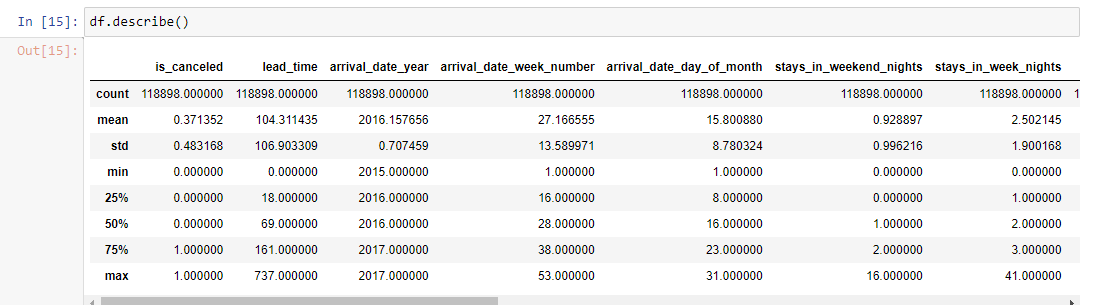 In [15]: df.describe()
Out[15]:
is_canceled lead_time arrival_date_year arrival_date_week_number arrival_date_day_of_month stays_in_weekend_nights stays_in_week_nights
count 118898.000000 118898.000000 118898.000000 118898.000000 118898.000000 118898.000000 118898.000000 1
mean 0.371352 104.311435 2016.157656 27.166555 15.800880 0.928897 2.502145
std 0.483168 106.903309 0.707459 13.589971 8.780324 0.996216 1.900168
min 0.000000 0.000000 2015.000000 1.000000 1.000000 0.000000 0.000000
25% 0.000000 18.000000 2016.000000 16.000000 8.000000 0.000000 1.000000
50% 0.000000 69.000000 2016.000000 28.000000 16.000000 1.000000 2.000000
75% 1.000000 161.000000 2017.000000 38.000000 23.000000 2.000000 3.000000
max 1.000000 737.000000 2017.000000 53.000000 31.000000 16.000000 41.000000